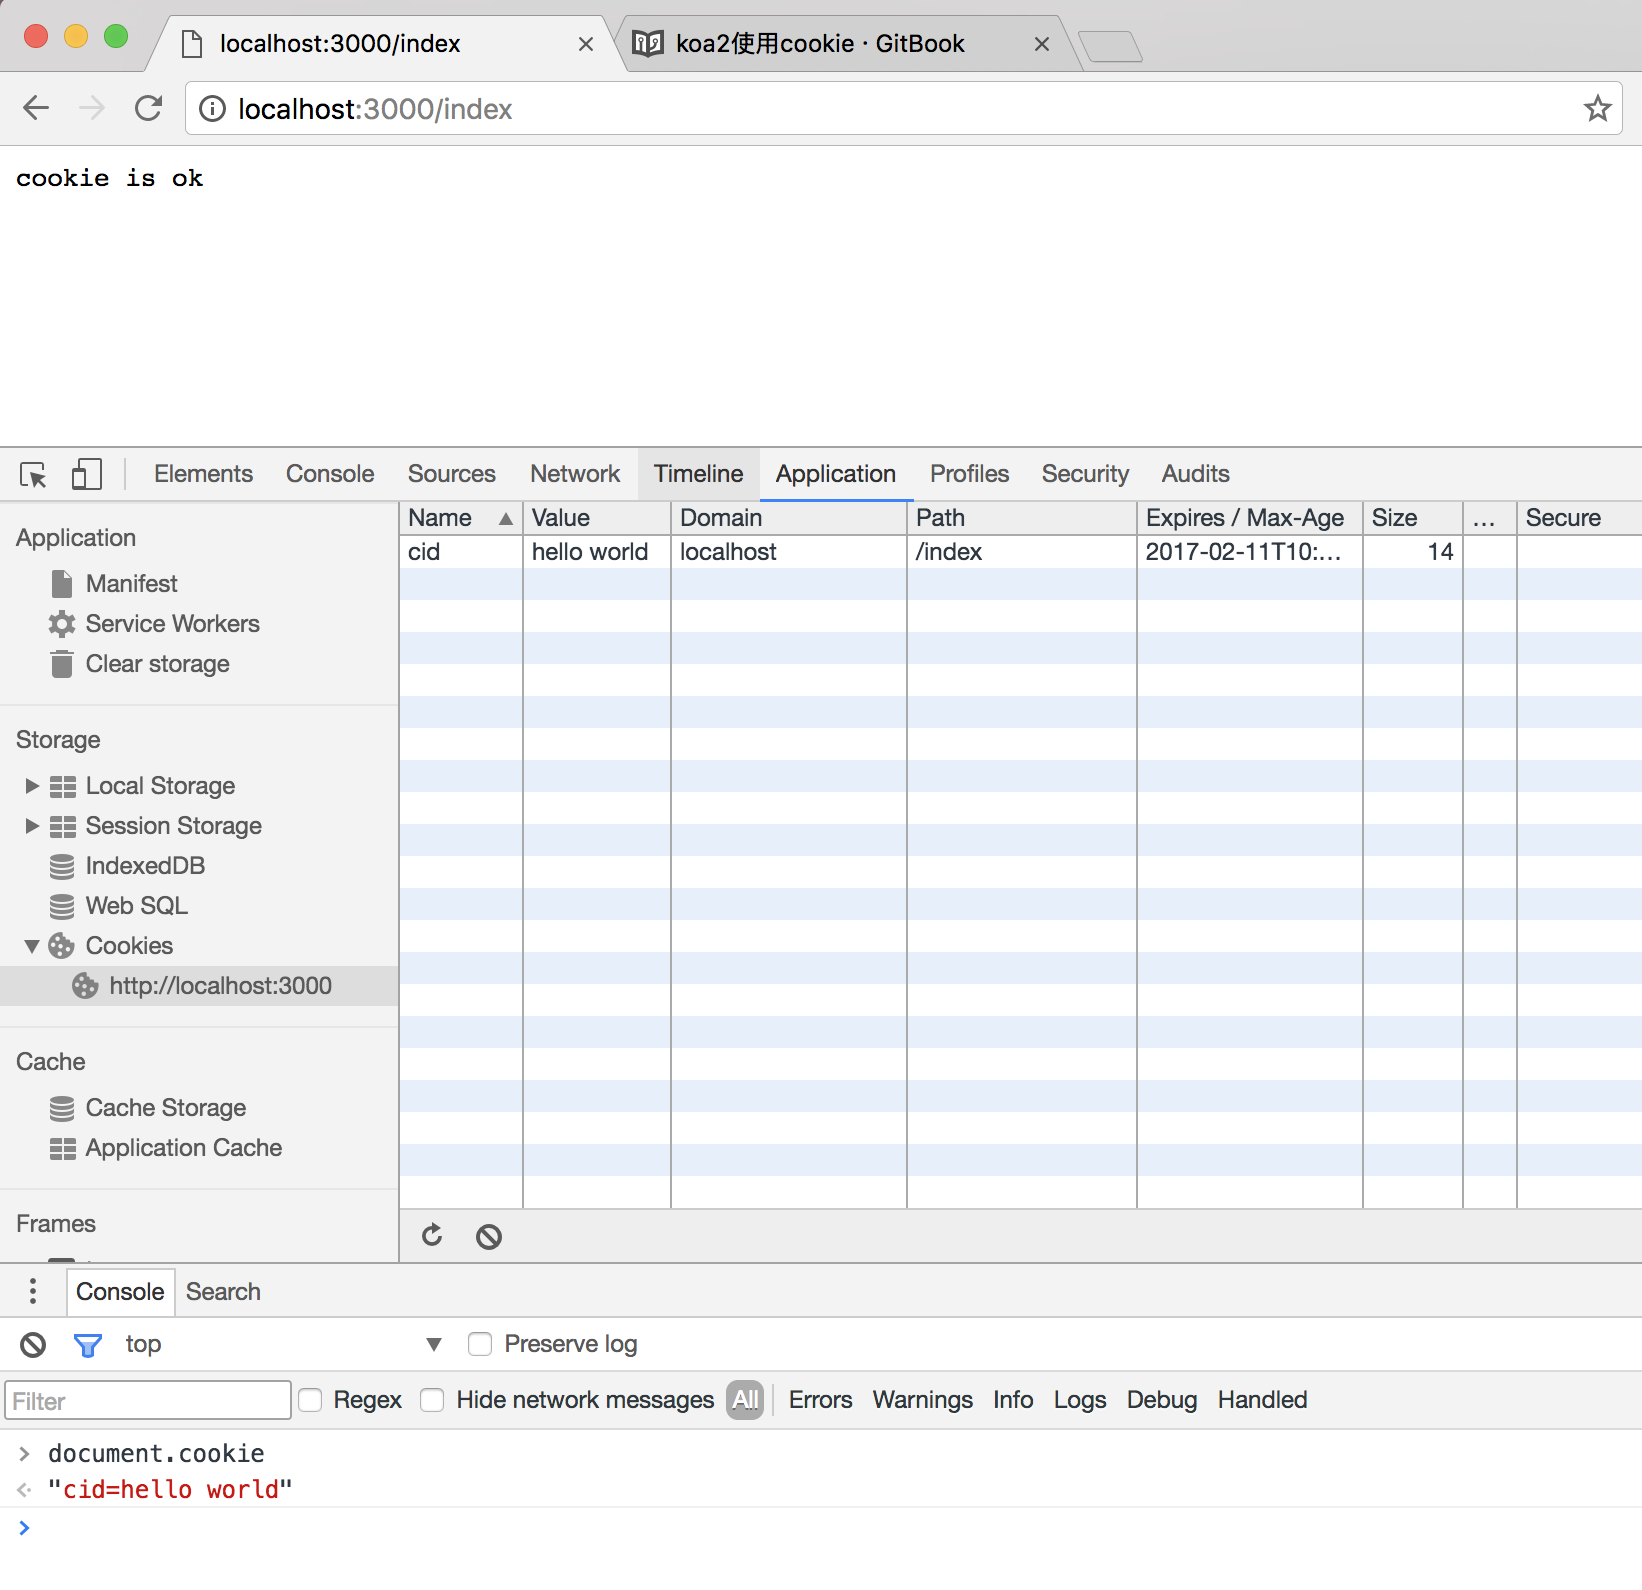 localhost:3000/index
koa2使用cookie · GitBook
localhost:3000/index
cookie is ok
Elements Console Sources Network Timeline Application Profiles Security Audits
Application
Manifest
Service Workers
Clear storage
Storage
Local Storage
Session Storage
IndexedDB
Web SQL
Cookies
http://localhost:3000
Cache
Cache Storage
Application Cache
Frames
Name Value Domain Path Expires / Max-Age Size ... Secure
cid hello world localhost /index 2017-02-11T10:... 14
Console Search
top Preserve log
Filter Regex Hide network messages All Errors Warnings Info Logs Debug Handled
> document.cookie
"cid=hello world"
>